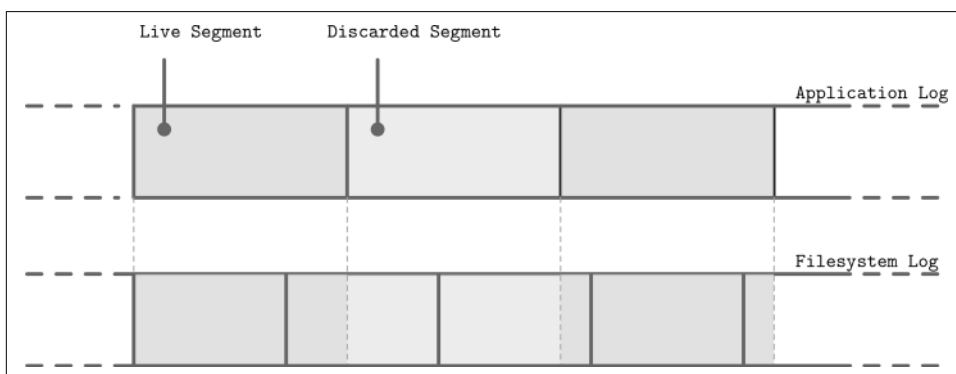 Live Segment
Discarded Segment
Application Log
Filesystem Log